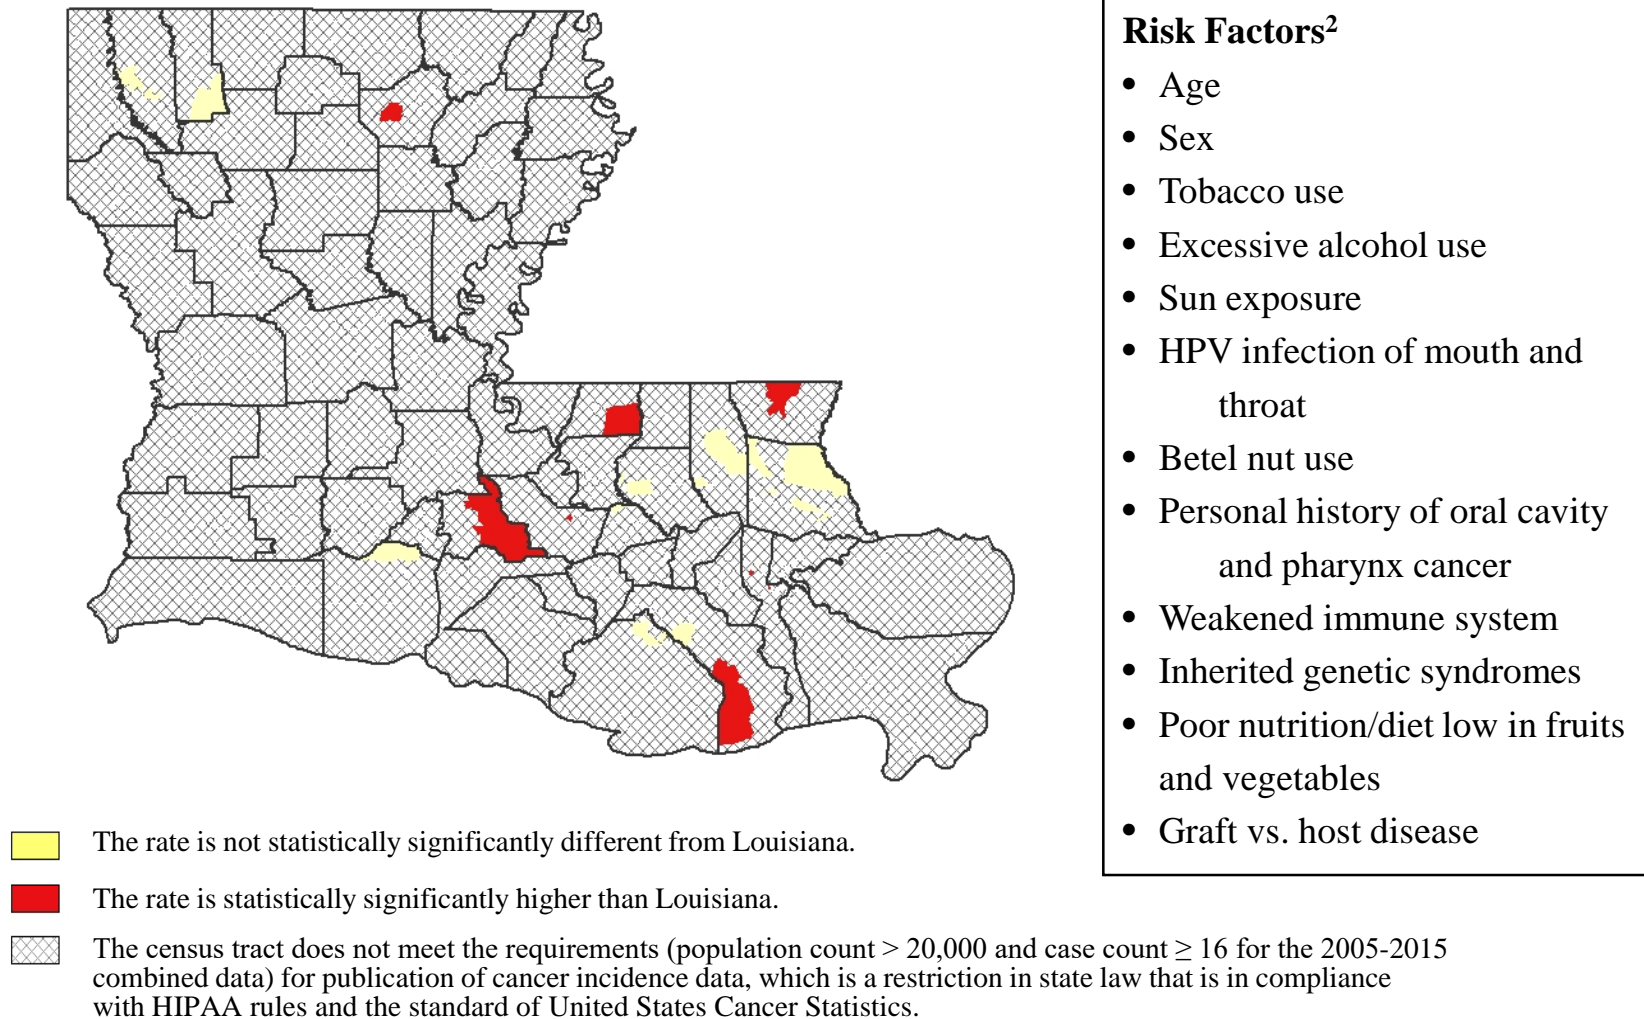 Risk Factors²
• Age
• Sex
• Tobacco use
• Excessive alcohol use
• Sun exposure
• HPV infection of mouth and
throat
• Betel nut use
• Personal history of oral cavity
and pharynx cancer
• Weakened immune system
• Inherited genetic syndromes
• Poor nutrition/diet low in fruits
and vegetables
• Graft vs. host disease
The rate is not statistically significantly different from Louisiana.
The rate is statistically significantly higher than Louisiana.
The census tract does not meet the requirements (population count > 20,000 and case count ≥ 16 for the 2005-2015
combined data) for publication of cancer incidence data, which is a restriction in state law that is in compliance
with HIPAA rules and the standard of United States Cancer Statistics.